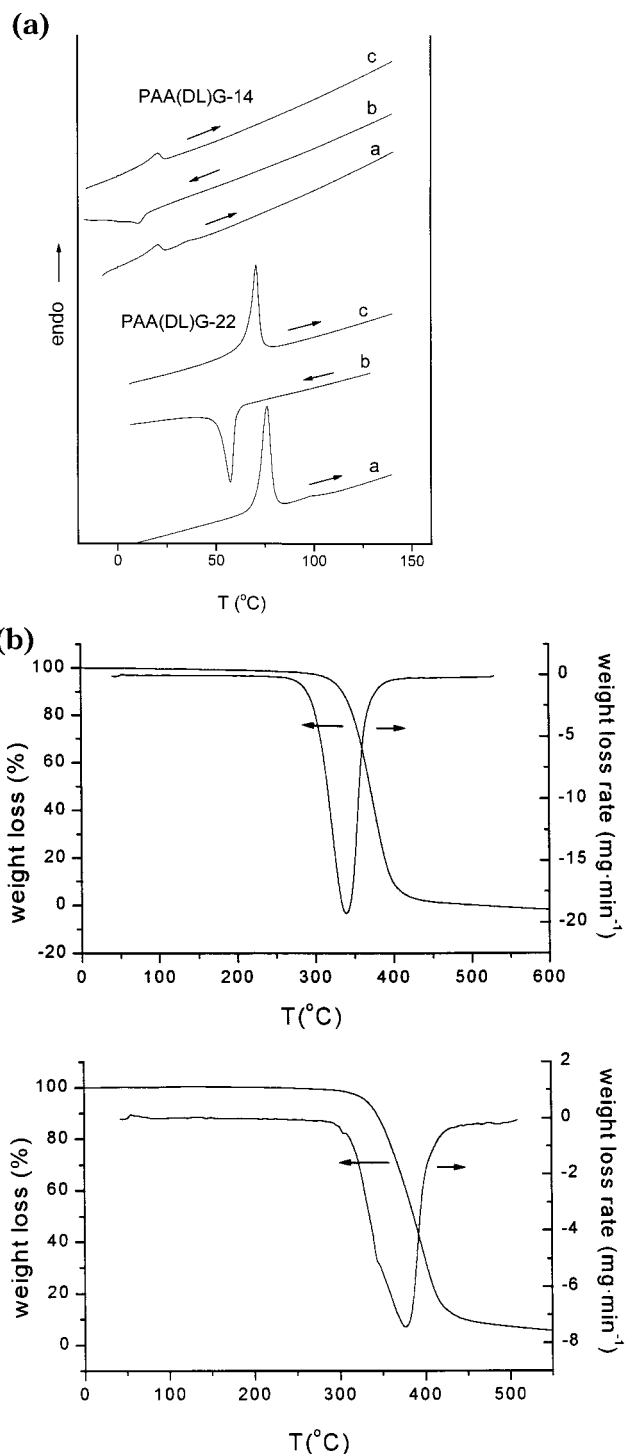 (a)
c
PAA(DL)G-14
b
a
endo
c
PAA(DL)G-22
b
a
0 50 100 150
T (°C)
(b)
100
80
60
40
20
0
-20
weight loss (%)
0
-5
-10
-15
-20
weight loss rate (mg·min⁻¹)
0 100 200 300 400 500 600
T(°C)
100
80
60
40
20
0
weight loss (%)
2
0
-2
-4
-6
-8
weight loss rate (mg·min⁻¹)
0 100 200 300 400 500
T(°C)